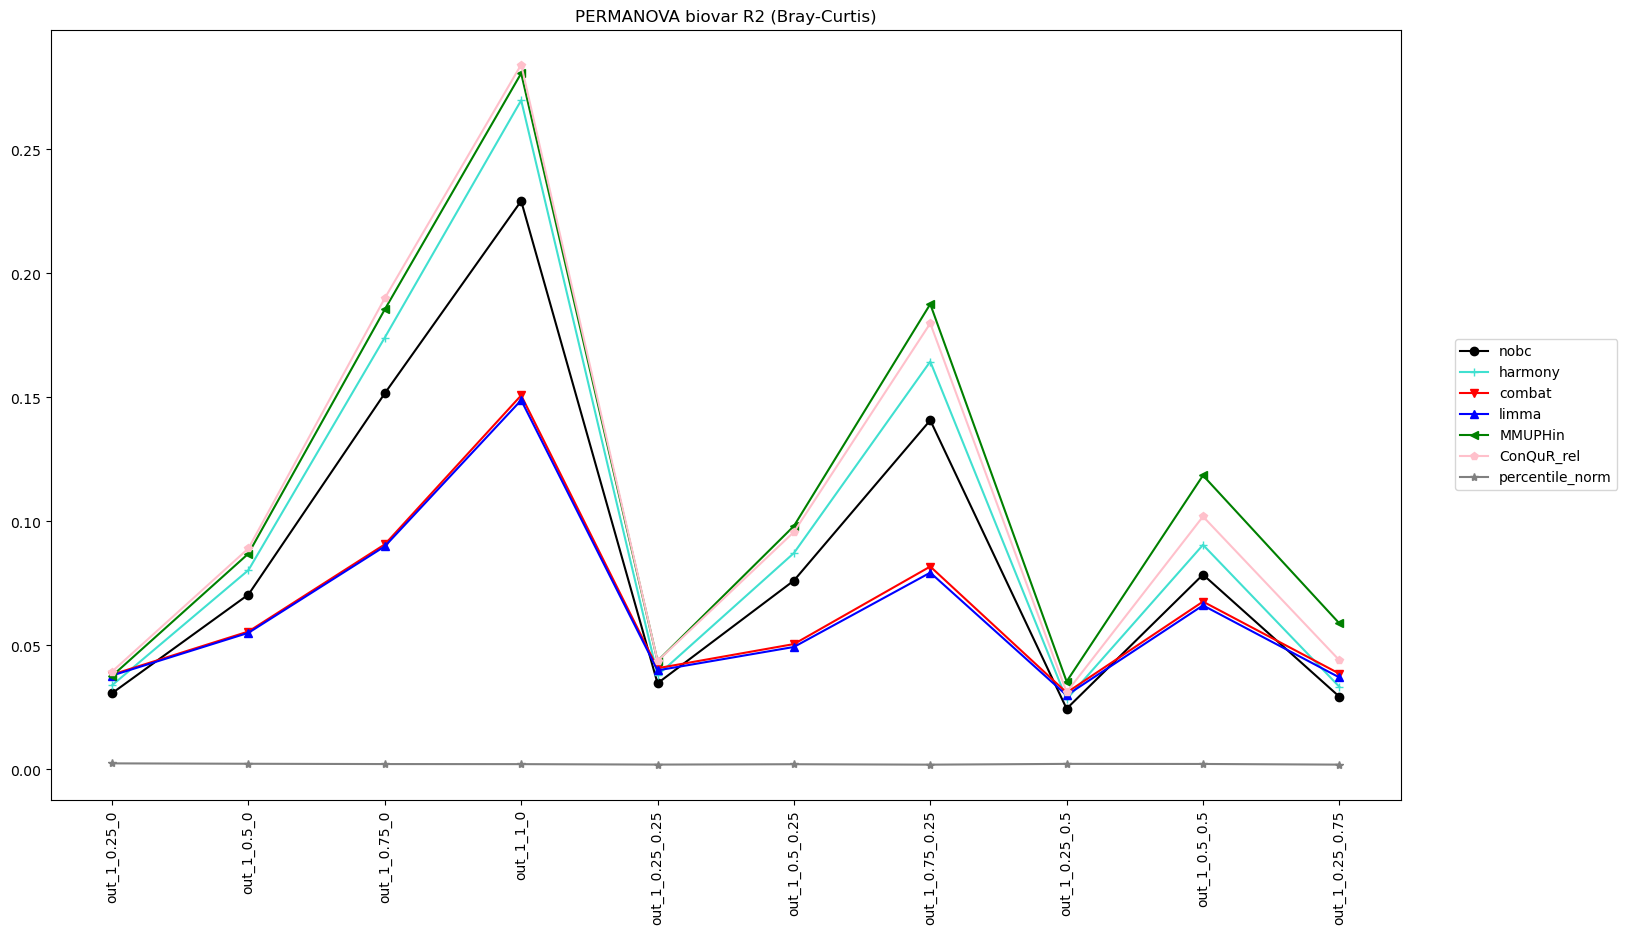 PERMANOVA biovar R2 (Bray-Curtis)
0.25
0.20
0.15
0.10
0.05
0.00
out_1_0.25_0
out_1_0.5_0
out_1_0.75_0
out_1_1_0
out_1_0.25_0.25
out_1_0.5_0.25
out_1_0.75_0.25
out_1_0.25_0.5
out_1_0.5_0.5
out_1_0.25_0.75
nobc
harmony
combat
limma
MMUPHin
ConQuR_rel
percentile_norm